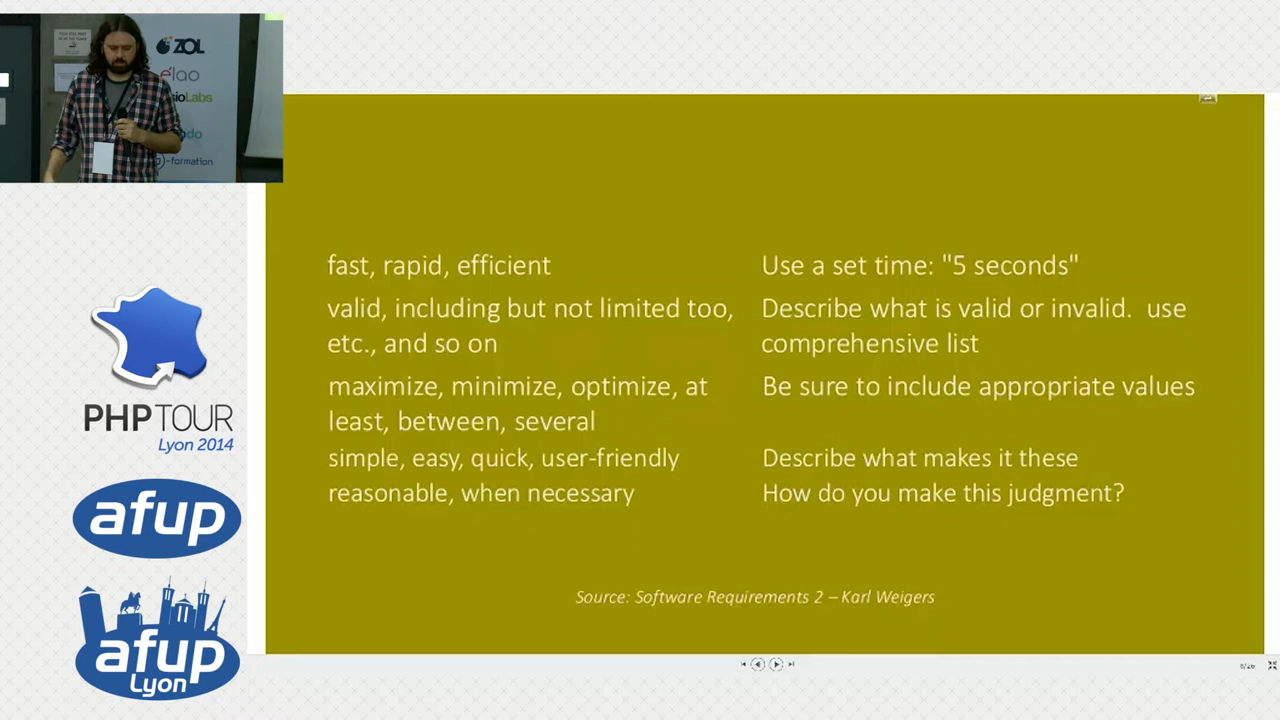 ZOL
élao
ioLabs
do
-formation
fast, rapid, efficient
Use a set time: "5 seconds"
valid, including but not limited too,
etc., and so on
Describe what is valid or invalid.  use
comprehensive list
maximize, minimize, optimize, at
least, between, several
Be sure to include appropriate values
simple, easy, quick, user-friendly
Describe what makes it these
reasonable, when necessary
How do you make this judgment?
Source: Software Requirements 2 – Karl Weigers
PHPTOUR
Lyon 2014
afup
afup
Lyon